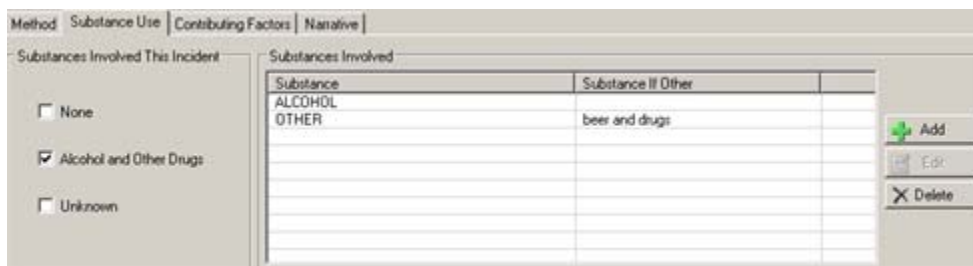 Method Substance Use Contributing Factors Narrative
Substances Involved This Incident
None
Alcohol and Other Drugs
Unknown
Substances Involved
Substance Substance If Other
ALCOHOL
OTHER beer and drugs
Add
Edit
Delete